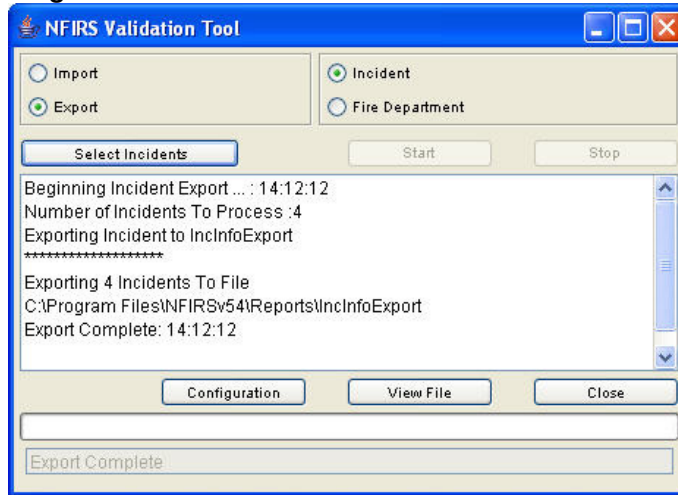 NFIRS Validation Tool
Import
Incident
Export
Fire Department
Select Incidents
Start
Stop
Beginning Incident Export ... : 14:12:12
Number of Incidents To Process :4
Exporting Incident to IncInfoExport
*******************
Exporting 4 Incidents To File
C:\Program Files\NFIRSv54\Reports\IncInfoExport
Export Complete: 14:12:12
Configuration
View File
Close
Export Complete